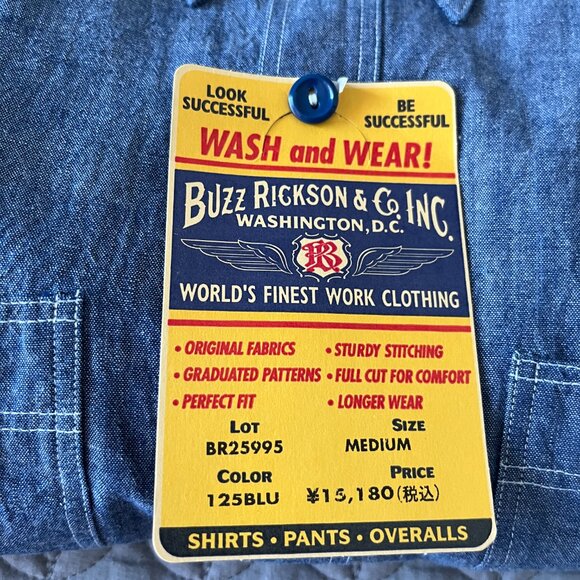 LOOK SUCCESSFUL
BE SUCCESSFUL
WASH and WEAR!
BUZZ RICKSON & CO. INC.
WASHINGTON, D.C.
BR
WORLD'S FINEST WORK CLOTHING
• ORIGINAL FABRICS • STURDY STITCHING
• GRADUATED PATTERNS • FULL CUT FOR COMFORT
• PERFECT FIT • LONGER WEAR
LOT SIZE
BR25995 MEDIUM
COLOR PRICE
125BLU ¥15,180(税込)
SHIRTS • PANTS • OVERALLS